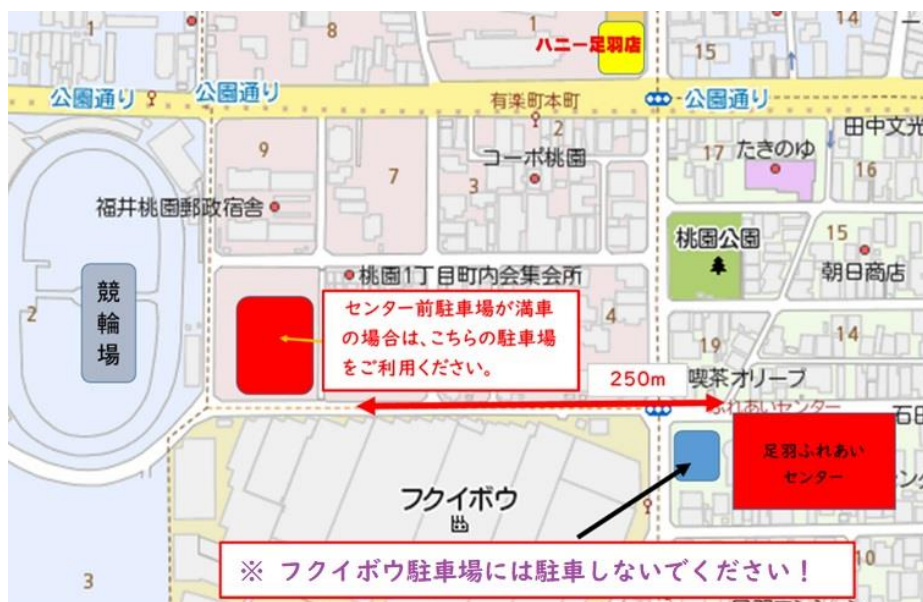 1
8
1
ハニー足羽店
15
14
公園通り
公園通り
有楽町本町
公園通り
2
田中文光
9
7
3
コーポ桃園
17
たきのゆ
16
福井桃園郵政宿舎
桃園公園
15
朝日商店
桃園1丁目町内会集会所
競
輪
場
2
センター前駐車場が満車
の場合は、こちらの駐車場
をご利用ください。
4
19
14
250m
喫茶オリーブ
ふれあいセンター
石田
足羽ふれあい
センター
フクイボウ
※ フクイボウ駐車場には駐車しないでください!
10
3